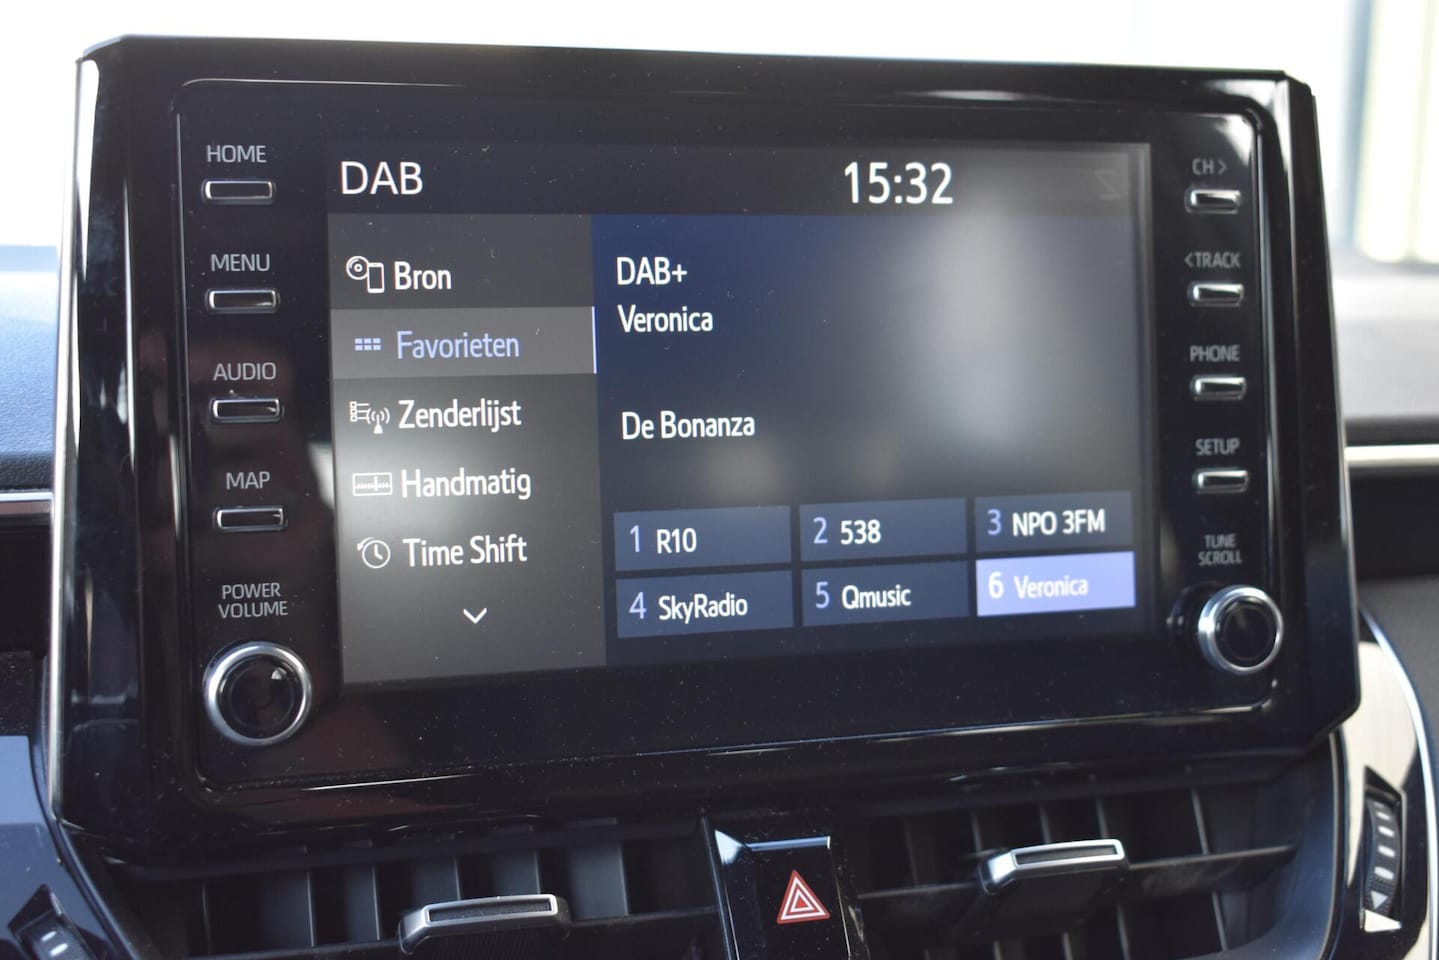 HOME
MENU
AUDIO
MAP
POWER
VOLUME
DAB
15:32
Bron
Favorieten
Zenderlijst
Handmatig
Time Shift
DAB+
Veronica
De Bonanza
1 R10
2 538
3 NPO 3FM
4 SkyRadio
5 Qmusic
6 Veronica
CH >
< TRACK
PHONE
SETUP
TUNE
SCROLL